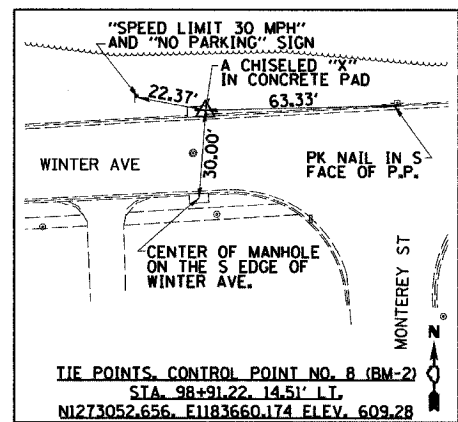 "SPEED LIMIT 30 MPH"
AND "NO PARKING" SIGN
A CHISELED "X"
IN CONCRETE PAD
22.37'
63.33'
WINTER AVE
30.00'
PK NAIL IN S
FACE OF P.P.
CENTER OF MANHOLE
ON THE S EDGE OF
WINTER AVE.
MONTEREY ST
N
TIE POINTS, CONTROL POINT NO. 8 (BM-2)
STA. 98+91.22, 14.51' LT.
N1273052.656, E1183660.174 ELEV. 609.28